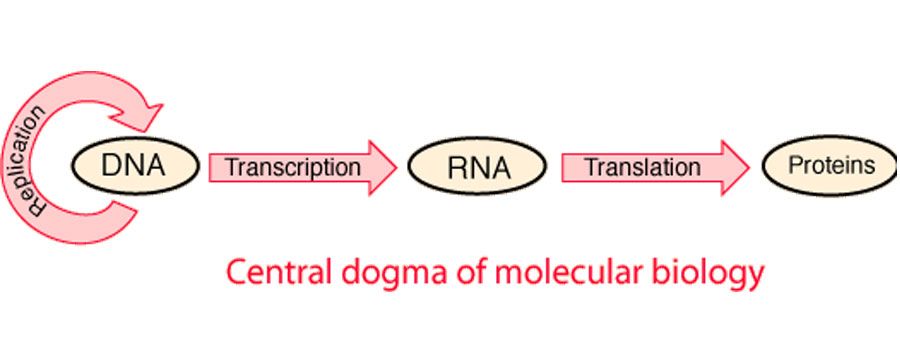 Replication
DNA
Transcription
RNA
Translation
Proteins
Central dogma of molecular biology